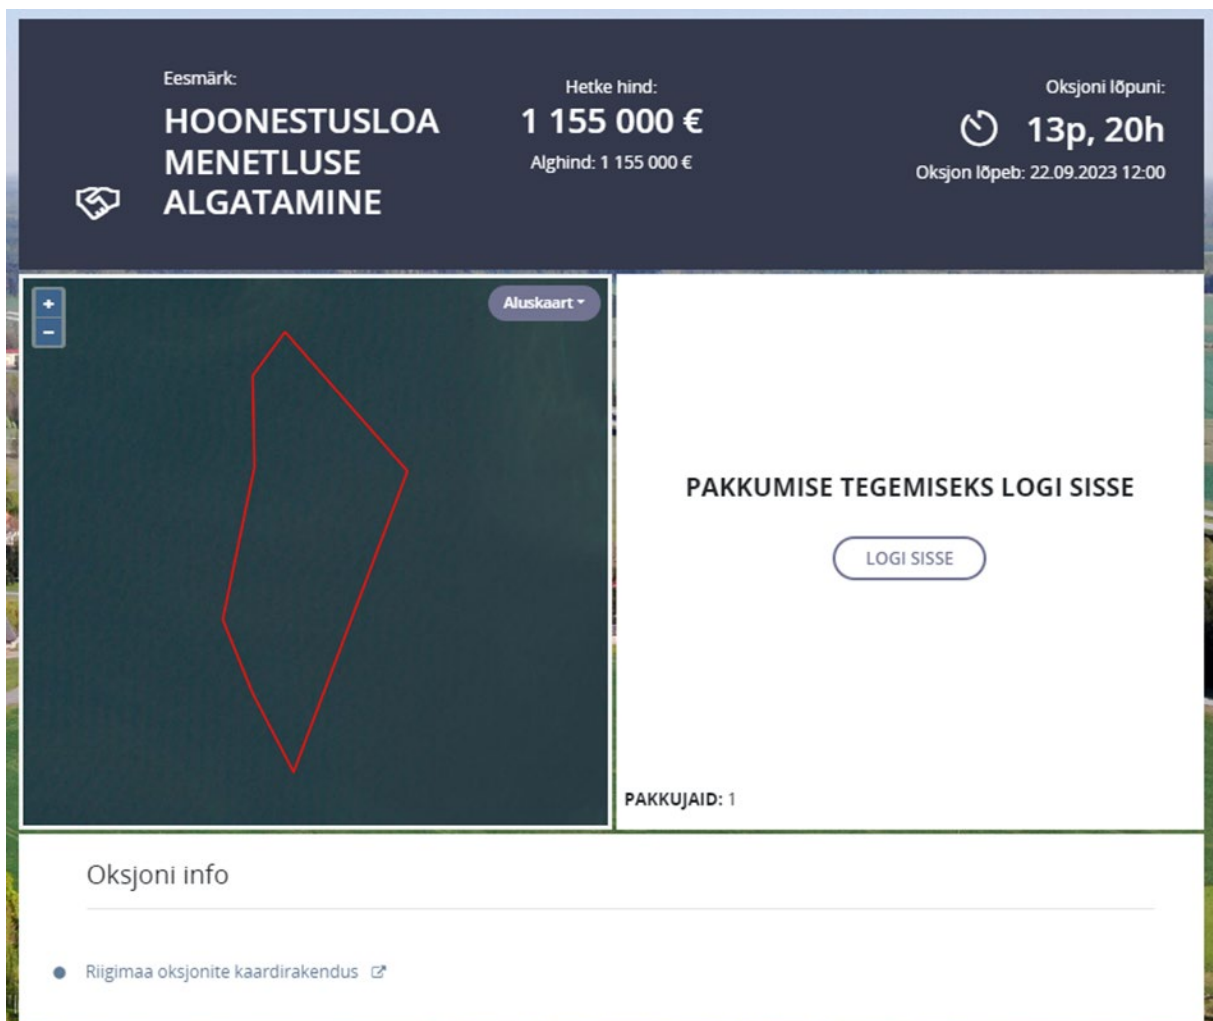 Eesmärk:
HOONESTUSLOA
MENETLUSE
ALGATAMINE
Hetke hind:
1 155 000 €
Alghind: 1 155 000 €
Oksjoni lõpuni:
13p, 20h
Oksjon lõpeb: 22.09.2023 12:00
+
−
Aluskaart
PAKKUMISE TEGEMISEKS LOGI SISSE
LOGI SISSE
PAKKUJAID: 1
Oksjoni info
Riigimaa oksjonite kaardirakendus